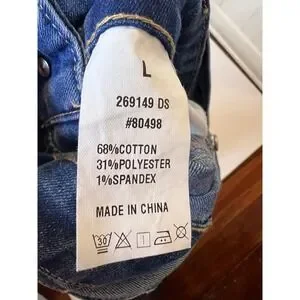 L
269149 DS
#80498
68%COTTON
31%POLYESTER
1%SPANDEX
MADE IN CHINA
30